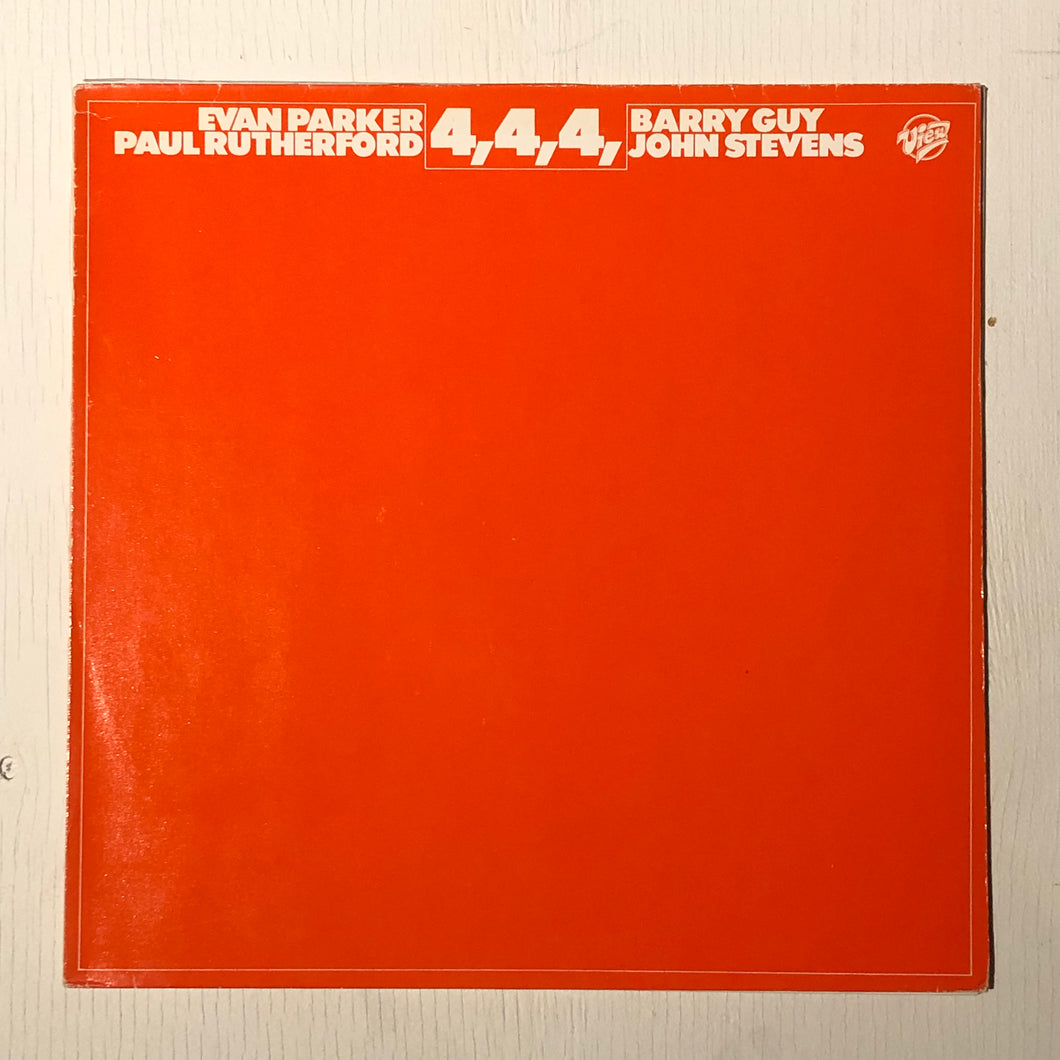 EVAN PARKER
PAUL RUTHERFORD
4,4,4,
BARRY GUY
JOHN STEVENS
View